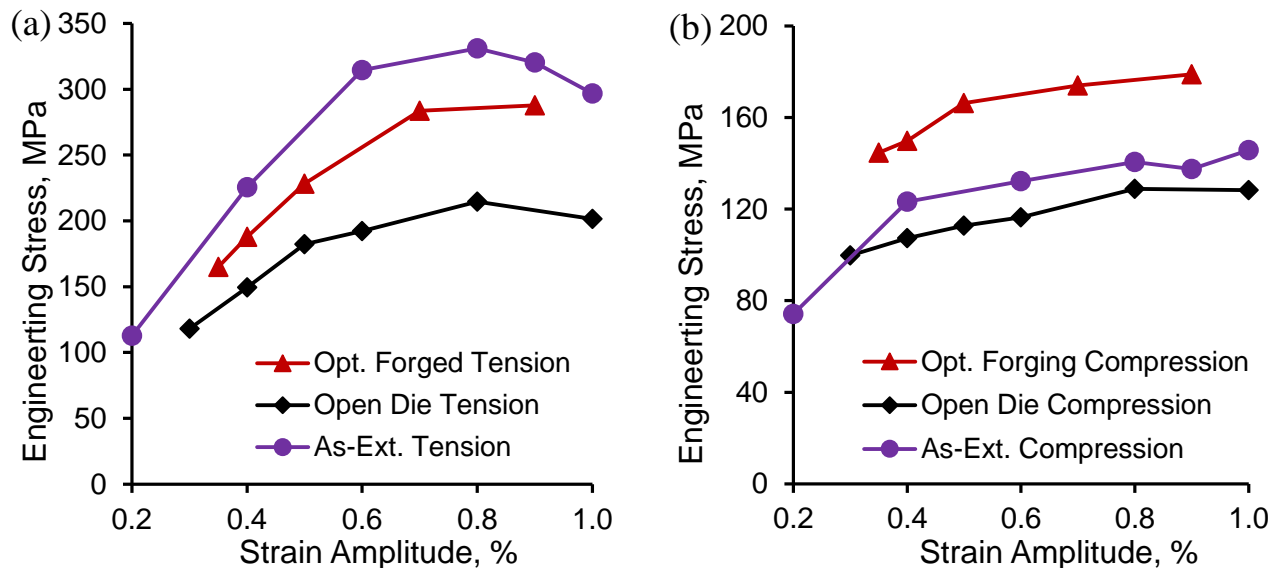 (a)
Engineerting Stress, MPa
350
300
250
200
150
100
50
0
0.2 0.4 0.6 0.8 1.0
Strain Amplitude, %
Opt. Forged Tension
Open Die Tension
As-Ext. Tension
(b)
Engineerting Stress, MPa
200
160
120
80
40
0
0.2 0.4 0.6 0.8 1.0
Strain Amplitude, %
Opt. Forging Compression
Open Die Compression
As-Ext. Compression